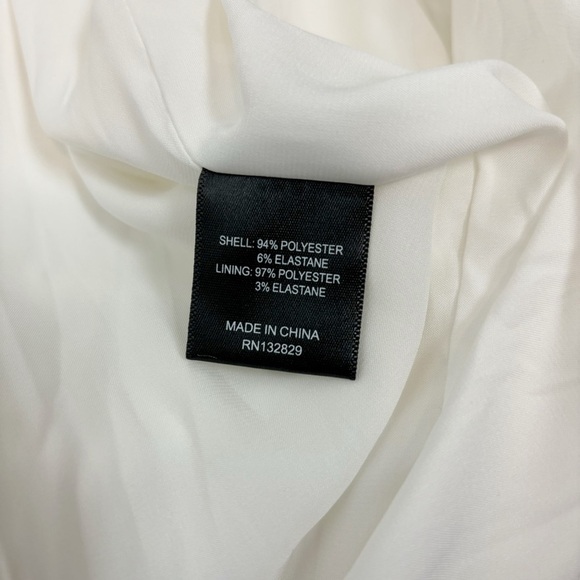 SHELL: 94% POLYESTER
6% ELASTANE
LINING: 97% POLYESTER
3% ELASTANE
MADE IN CHINA
RN132829